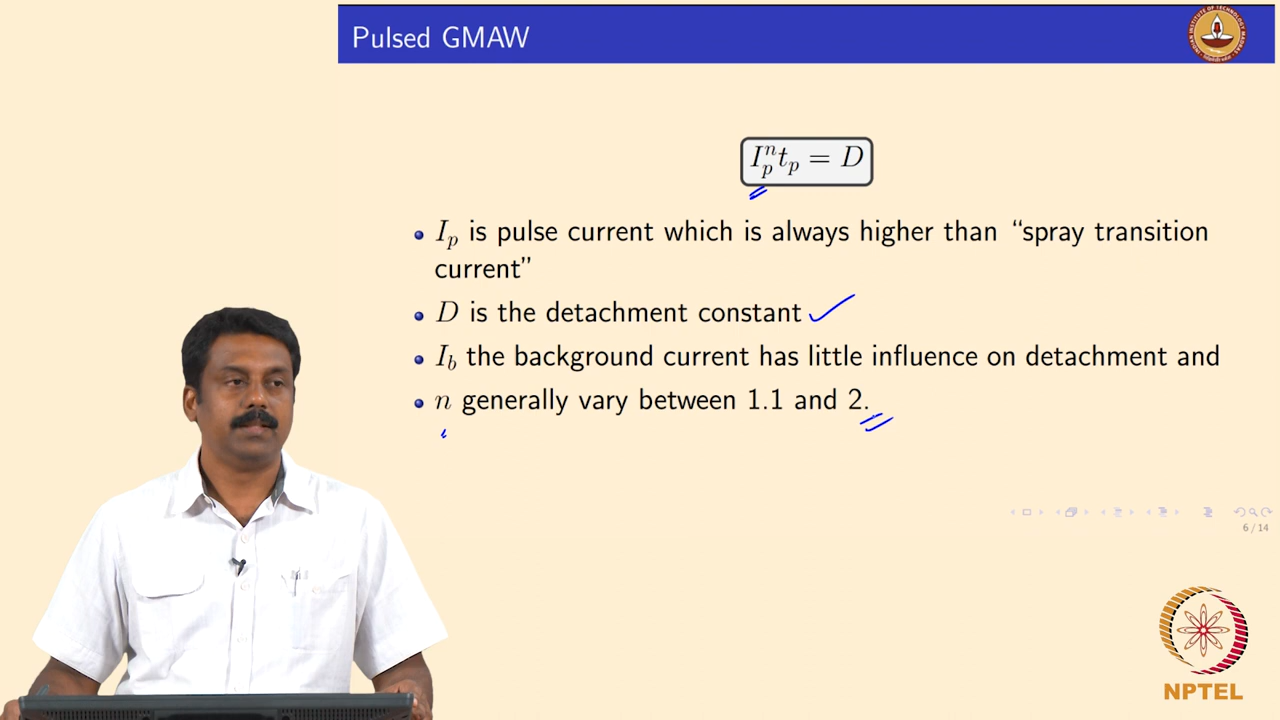 Pulsed GMAW
I_p^n t_p = D
I_p is pulse current which is always higher than “spray transition
current”
D is the detachment constant
I_b the background current has little influence on detachment and
n generally vary between 1.1 and 2.
6 / 14
NPTEL